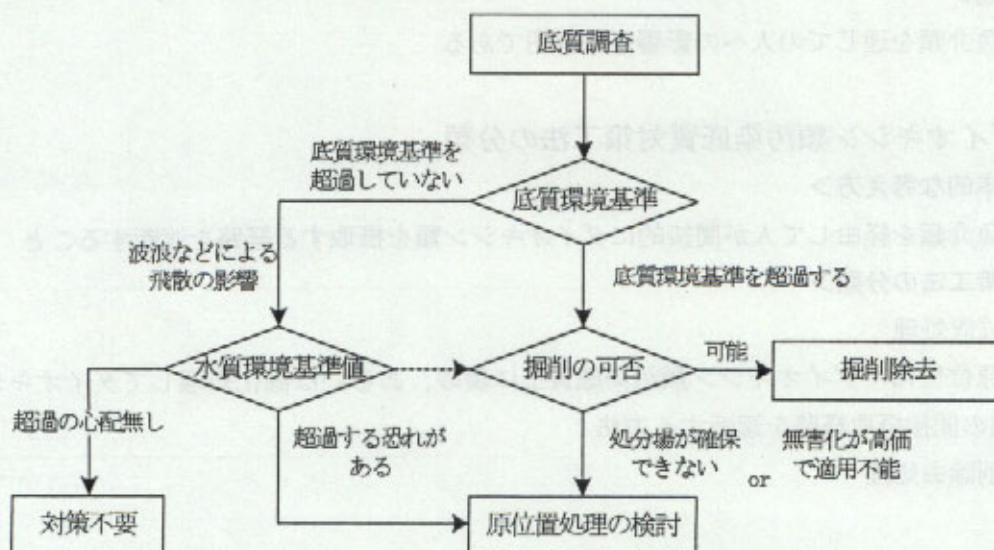 底質調査
底質環境基準を
超過していない
底質環境基準
波浪などによる
飛散の影響
底質環境基準を超過する
水質環境基準値
掘削の可否
可能
掘削除去
超過の心配無し
超過する恐れが
ある
処分場が確保
できない
or
無害化が高価
で適用不能
対策不要
原位置処理の検討